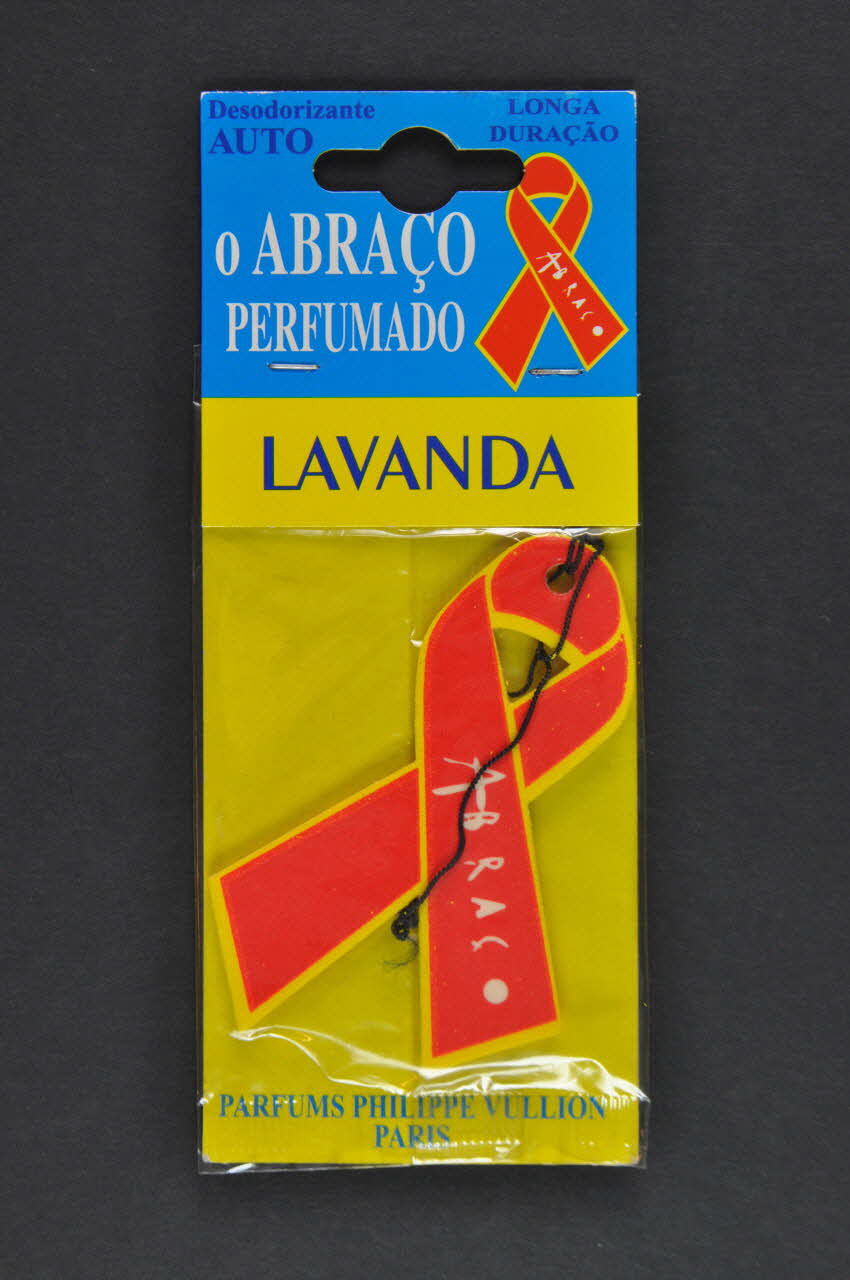 Desodorizante
AUTO
LONGA
DURAÇÃO
O ABRAÇO
PERFUMADO
ABRAÇO
LAVANDA
ABRAÇO
PARFUMS PHILIPPE VULLION
PARIS